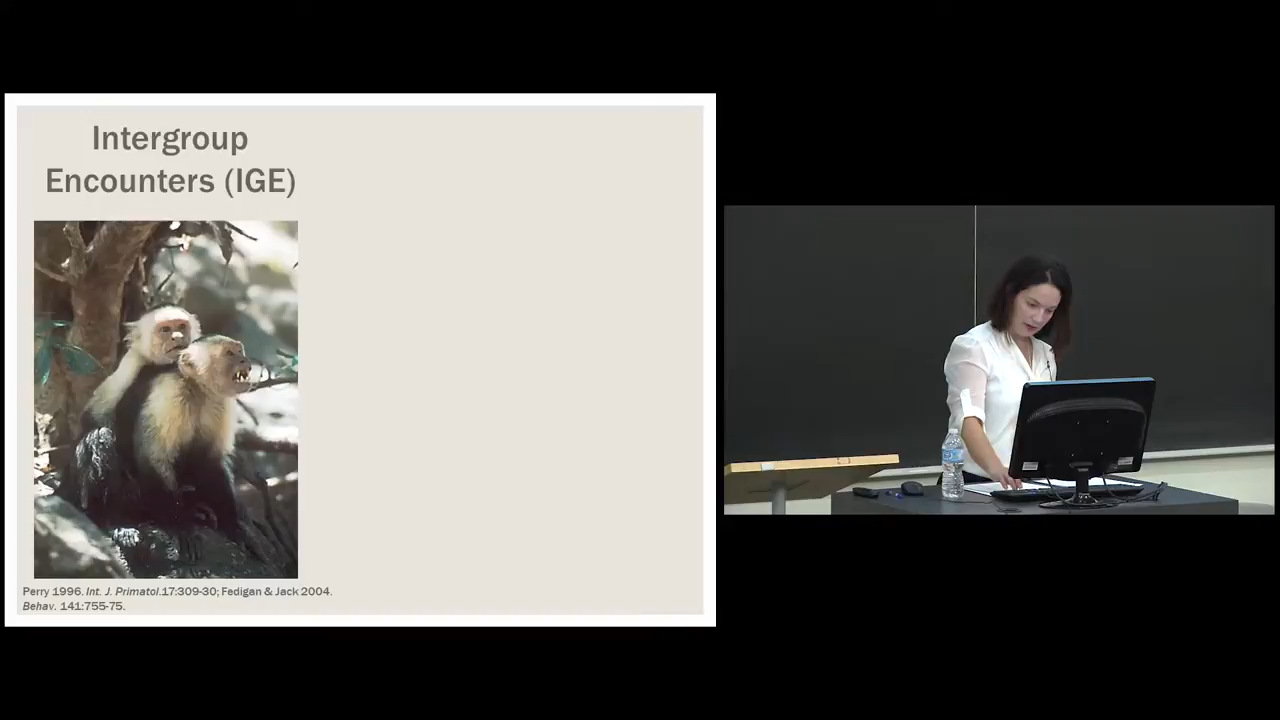 Intergroup
Encounters (IGE)
Perry 1996. Int. J. Primatol.17:309-30; Fedigan & Jack 2004.
Behav. 141:755-75.